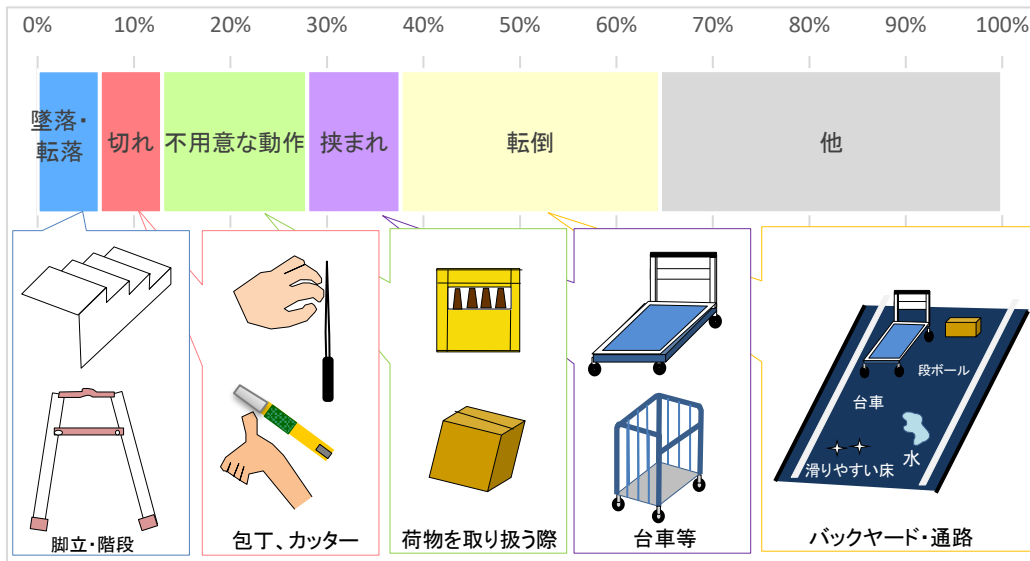 0% 10% 20% 30% 40% 50% 60% 70% 80% 90% 100%
墜落・
転落
切れ
不用意な動作
挟まれ
転倒
他
段ボール
台車
水
滑りやすい床
脚立・階段
包丁、カッター
荷物を取り扱う際
台車等
バックヤード・通路